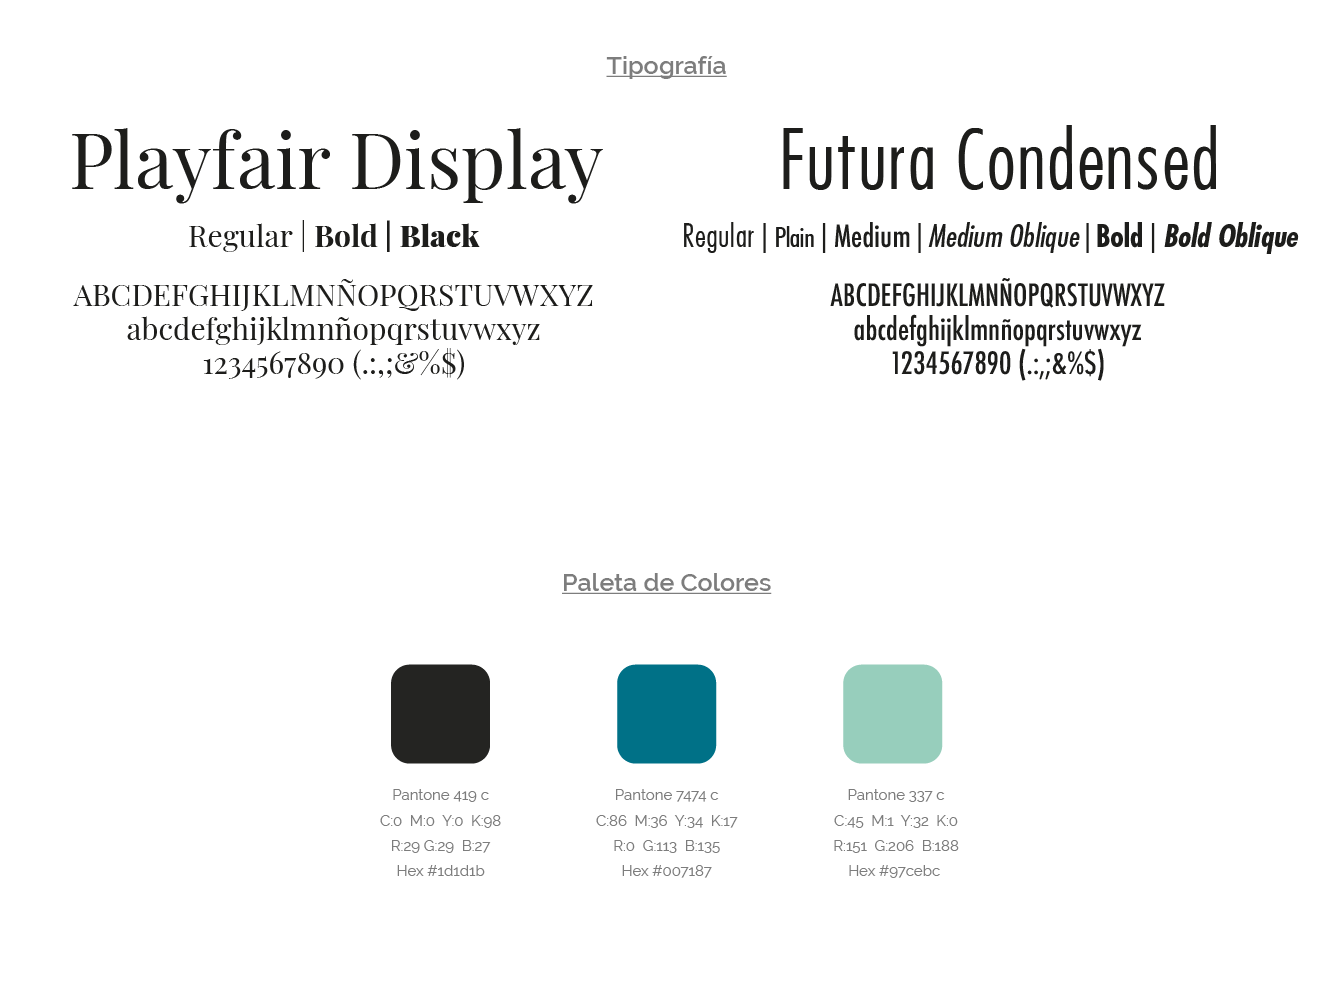 Tipografía
Playfair Display
Regular | Bold | Black
ABCDEFGHIJKLMNÑOPQRSTUVWXYZ
abcdefghijklmnñopqrstuvwxyz
1234567890 (.:,;&%$)
Futura Condensed
Regular | Plain | Medium | Medium Oblique | Bold | Bold Oblique
ABCDEFGHIJKLMNÑOPQRSTUVWXYZ
abcdefghijklmnñopqrstuvwxyz
1234567890 (.:,;&%$)
Paleta de Colores
Pantone 419 c
C:0 M:0 Y:0 K:98
R:29 G:29 B:27
Hex #1d1d1b
Pantone 7474 c
C:86 M:36 Y:34 K:17
R:0 G:113 B:135
Hex #007187
Pantone 337 c
C:45 M:1 Y:32 K:0
R:151 G:206 B:188
Hex #97cebc